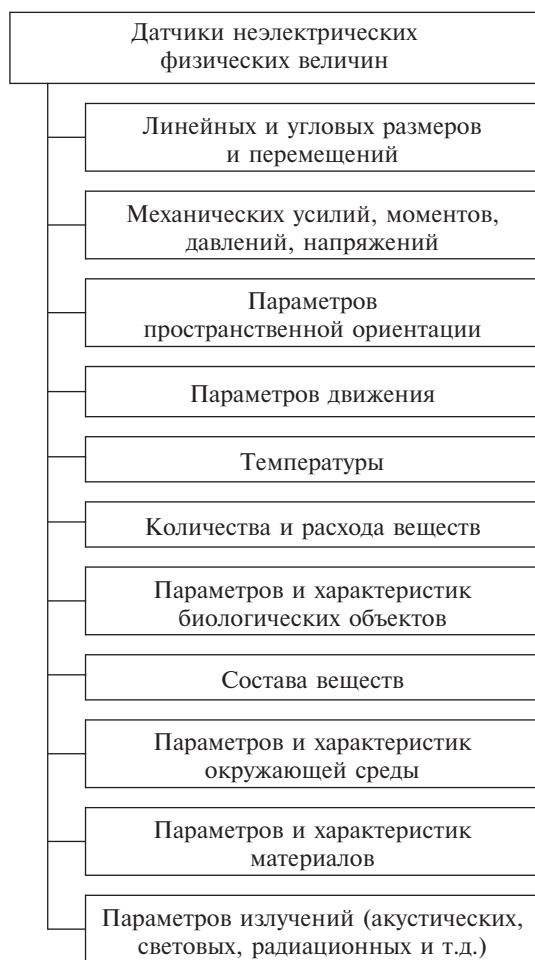 Датчики неэлектрических
физических величин
Линейных и угловых размеров
и перемещений
Механических усилий, моментов,
давлений, напряжений
Параметров
пространственной ориентации
Параметров движения
Температуры
Количества и расхода веществ
Параметров и характеристик
биологических объектов
Состава веществ
Параметров и характеристик
окружающей среды
Параметров и характеристик
материалов
Параметров излучений (акустических,
световых, радиационных и т.д.)